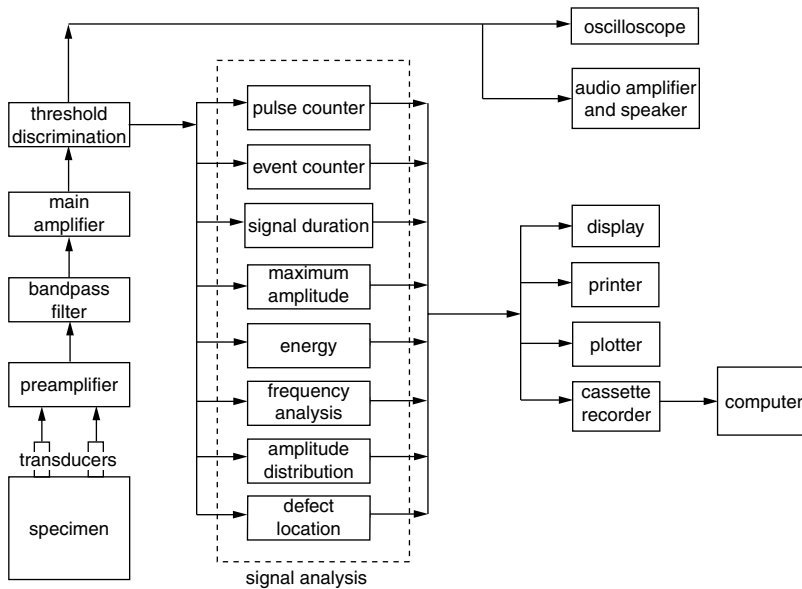 oscilloscope
audio amplifier
and speaker
threshold
discrimination
main
amplifier
bandpass
filter
preamplifier
transducers
specimen
pulse counter
event counter
signal duration
maximum
amplitude
energy
frequency
analysis
amplitude
distribution
defect
location
signal analysis
display
printer
plotter
cassette
recorder
computer